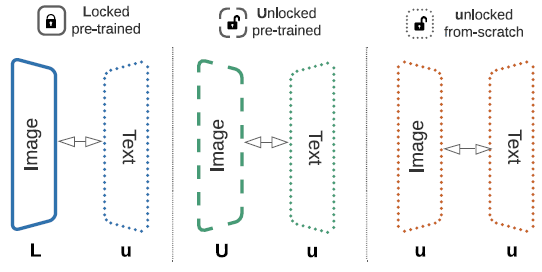 Locked
pre-trained
Unlocked
pre-trained
unlocked
from-scratch
Image
Text
Image
Text
Image
Text
L
u
U
u
u
u